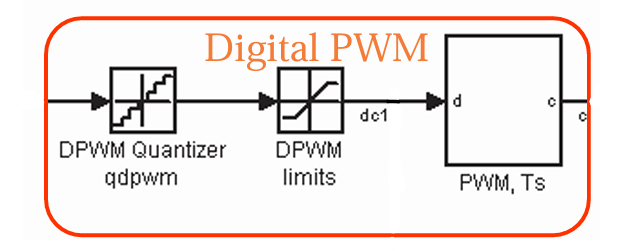 Digital PWM
DPWM Quantizer
qdpwm
DPWM
limits
dc1
d
c
PWM, Ts
c